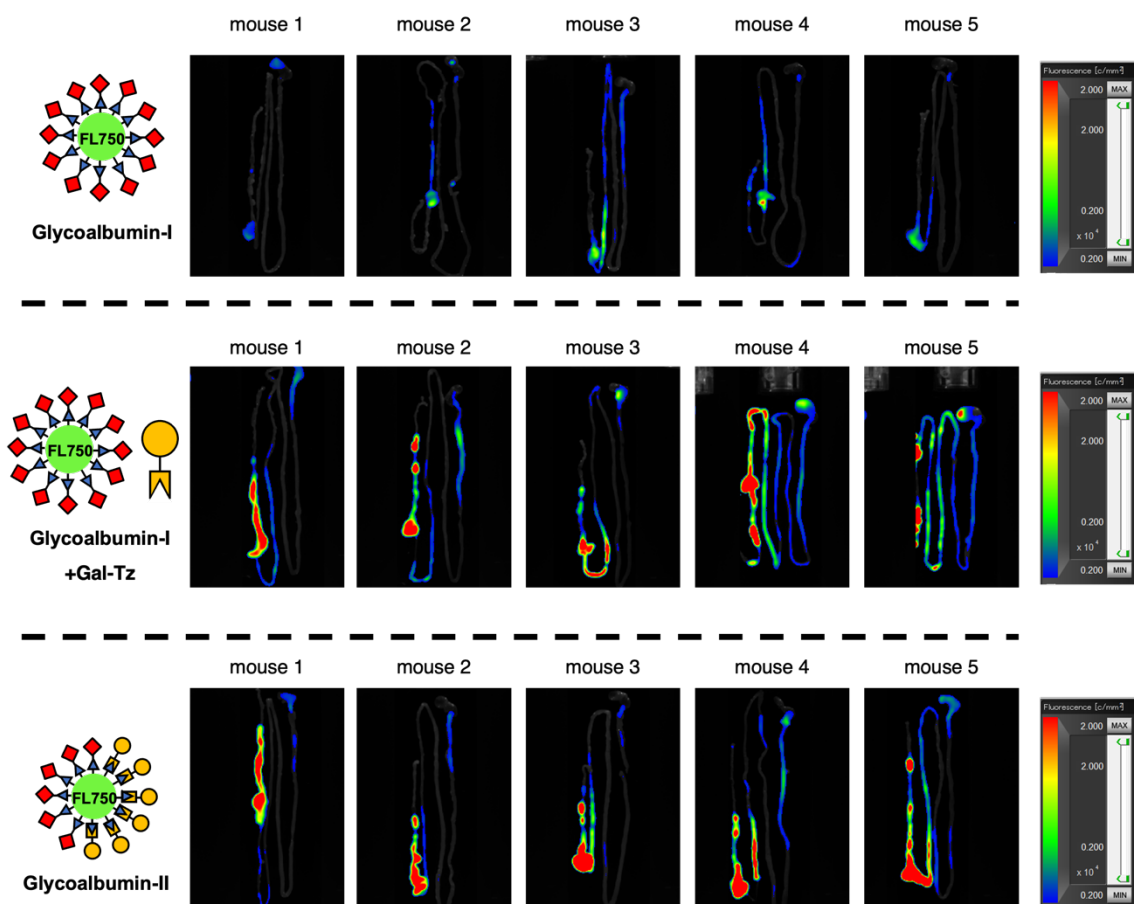 mouse 1 mouse 2 mouse 3 mouse 4 mouse 5
FL750
Glycoalbumin-I
Fluorescence [c/mm²]
2.000 MAX
2.000
0.200
x 10⁴
0.200 MIN
mouse 1 mouse 2 mouse 3 mouse 4 mouse 5
FL750
Glycoalbumin-I
+Gal-Tz
Fluorescence [c/mm²]
2.000 MAX
2.000
0.200
x 10⁴
0.200 MIN
mouse 1 mouse 2 mouse 3 mouse 4 mouse 5
FL750
Glycoalbumin-II
Fluorescence [c/mm²]
2.000 MAX
2.000
0.200
x 10⁴
0.200 MIN